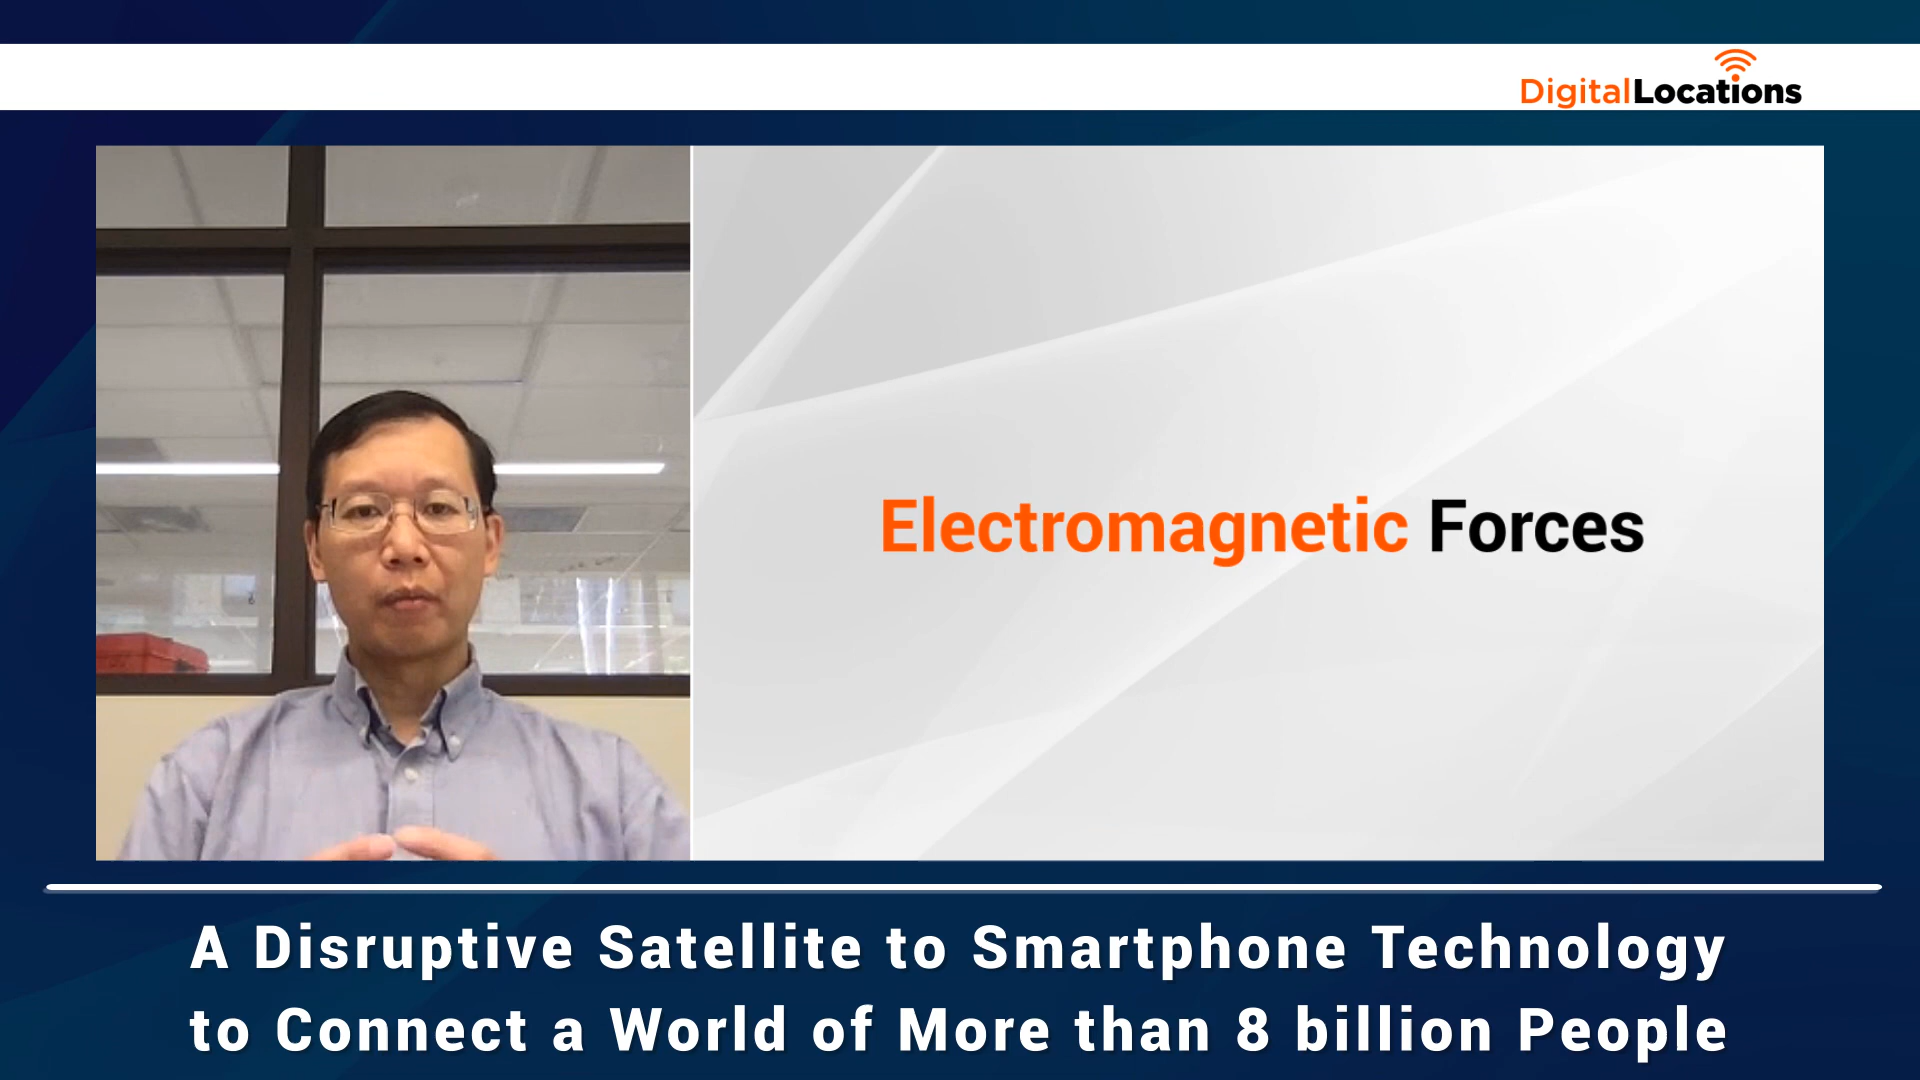 DigitalLocations
Electromagnetic Forces
A Disruptive Satellite to Smartphone Technology
to Connect a World of More than 8 billion People